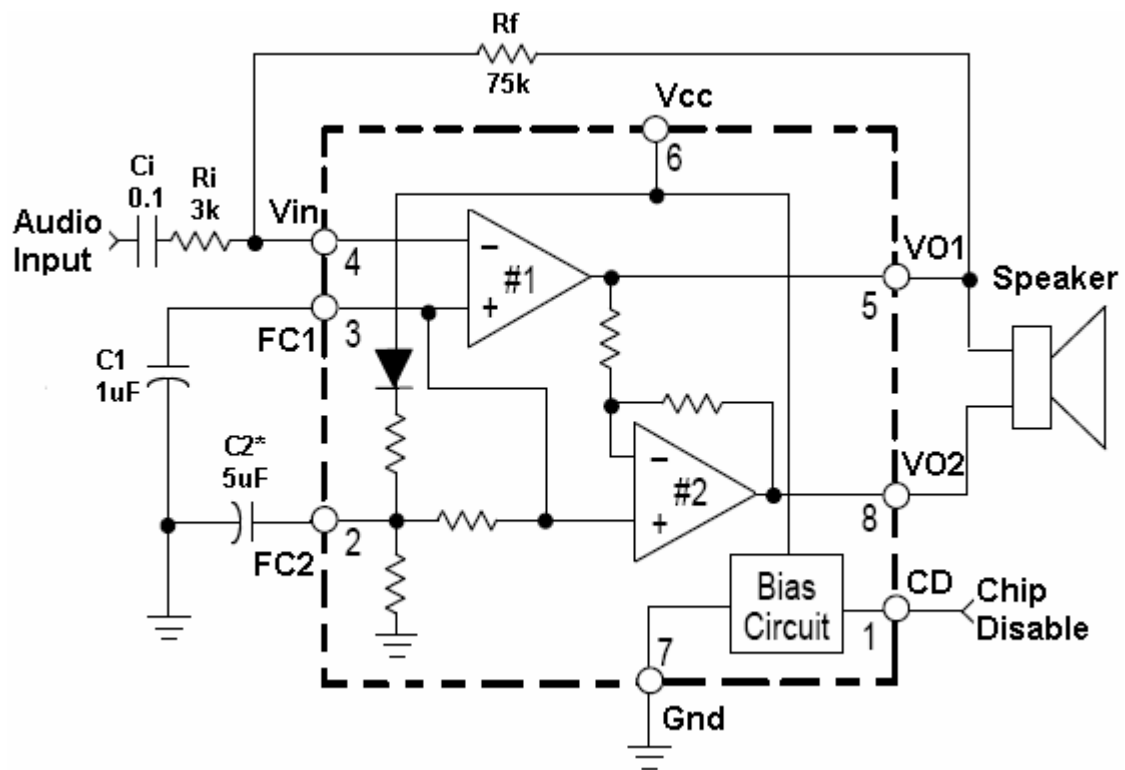 Rf
75k
Vcc
6
Ci
0.1
Ri
3k
Audio
Input
Vin
4
−
#1
+
VO1
5
Speaker
FC1
3
C1
1uF
C2*
5uF
FC2
2
−
#2
+
VO2
8
Bias
Circuit
CD
1
Chip
Disable
7
Gnd